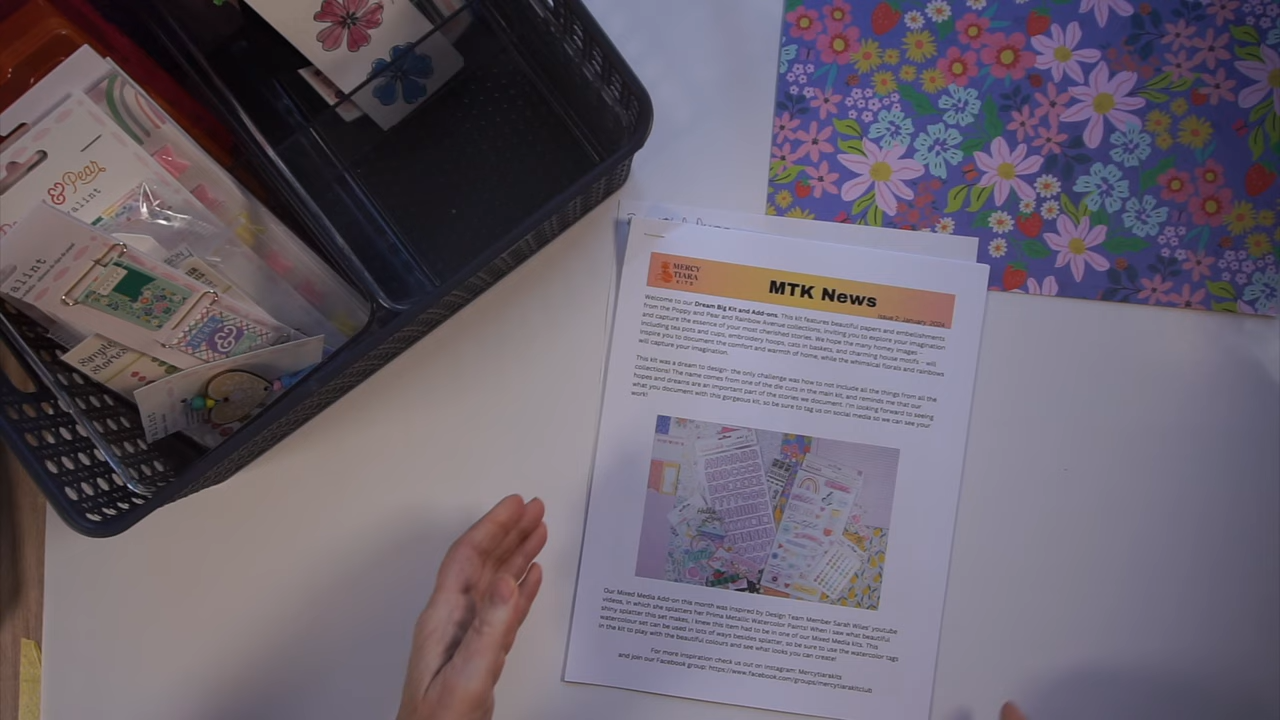 & Pear
alint
alint
Simple
Stories
MERCY
TIARA
KITS
MTK News
Issue 2: January, 2024
Welcome to our Dream Big Kit and Add-ons. This kit features beautiful papers and embellishments
from the Poppy and Pear and Rainbow Avenue collections, inviting you to explore your imagination
and capture the essence of your most cherished stories. We hope the many homey images –
including tea pots and cups, embroidery hoops, cats in baskets, and charming house motifs – will
inspire you to document the comfort and warmth of home, while the whimsical florals and rainbows
will capture your imagination.
This kit was a dream to design- the only challenge was how to not include all the things from all the
collections! The name comes from one of the die cuts in the main kit, and reminds me that our
hopes and dreams are an important part of the stories we document. I'm looking forward to seeing
what you document with this gorgeous kit, so be sure to tag us on social media so we can see your
work!
Our Mixed Media Add-on this month was inspired by Design Team Member Sarah Wiles' youtube
videos, in which she splatters her Prima Metallic Watercolor Paints! When I saw what beautiful
shiny splatter this set makes, I knew this item had to be in one of our Mixed Media kits. This
watercolour set can be used in lots of ways besides splatter, so be sure to use the watercolor tags
in the kit to play with the beautiful colours and see what looks you can create!
For more inspiration check us out on Instagram: Mercytiarakits
and join our Facebook group: https://www.facebook.com/groups/mercytiarakitclub